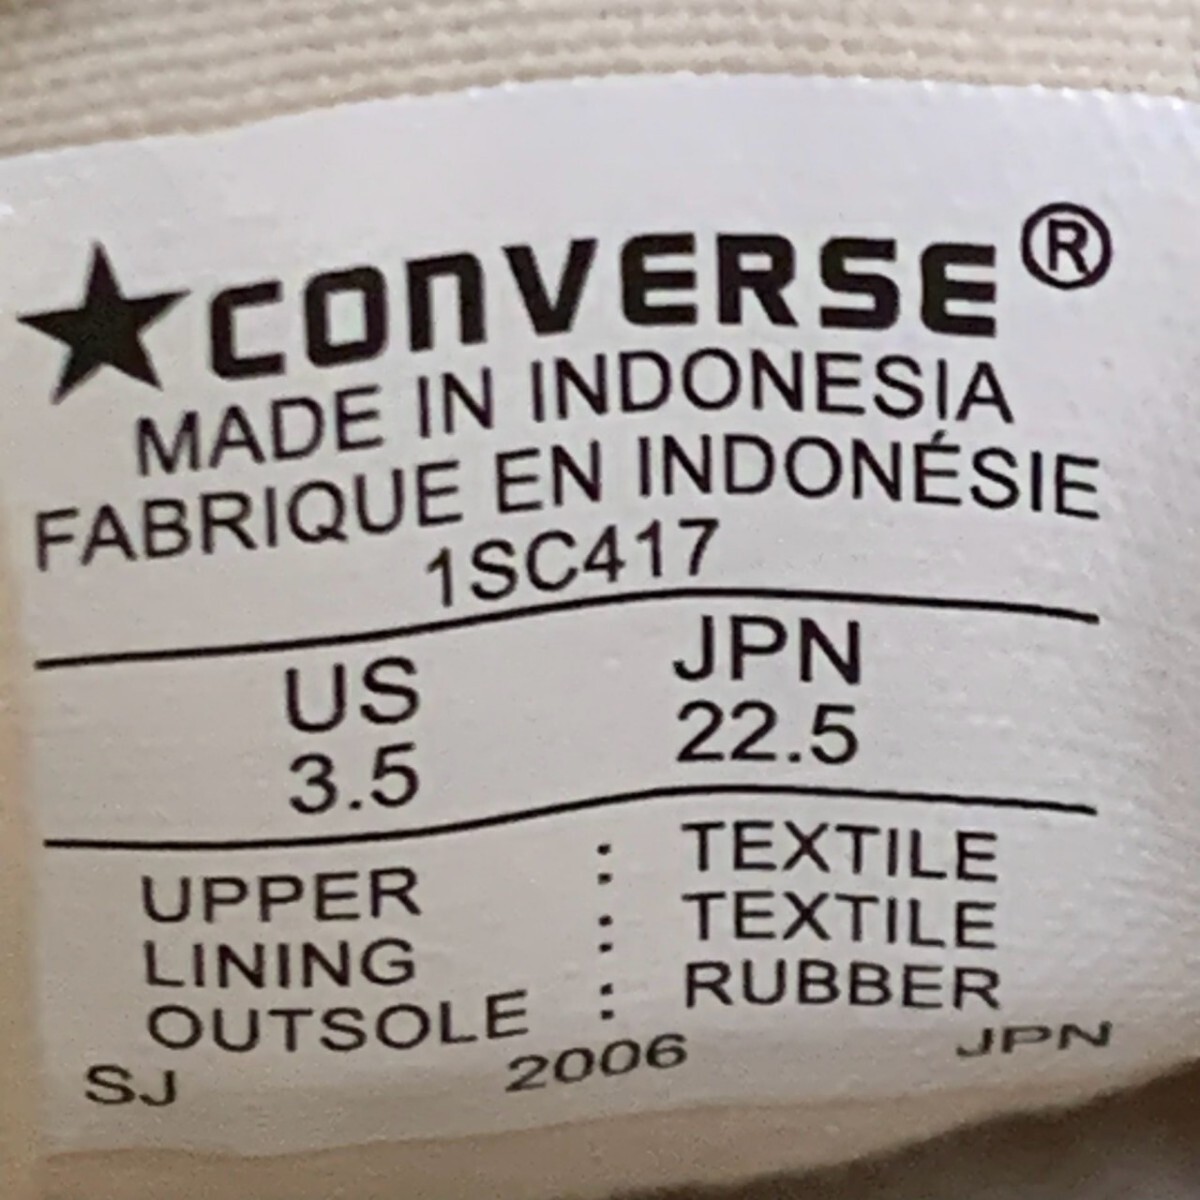 ★CONVERSE®
MADE IN INDONESIA
FABRIQUE EN INDONÉSIE
1SC417
US JPN
3.5 22.5
UPPER : TEXTILE
LINING : TEXTILE
OUTSOLE : RUBBER
SJ 2006 JPN